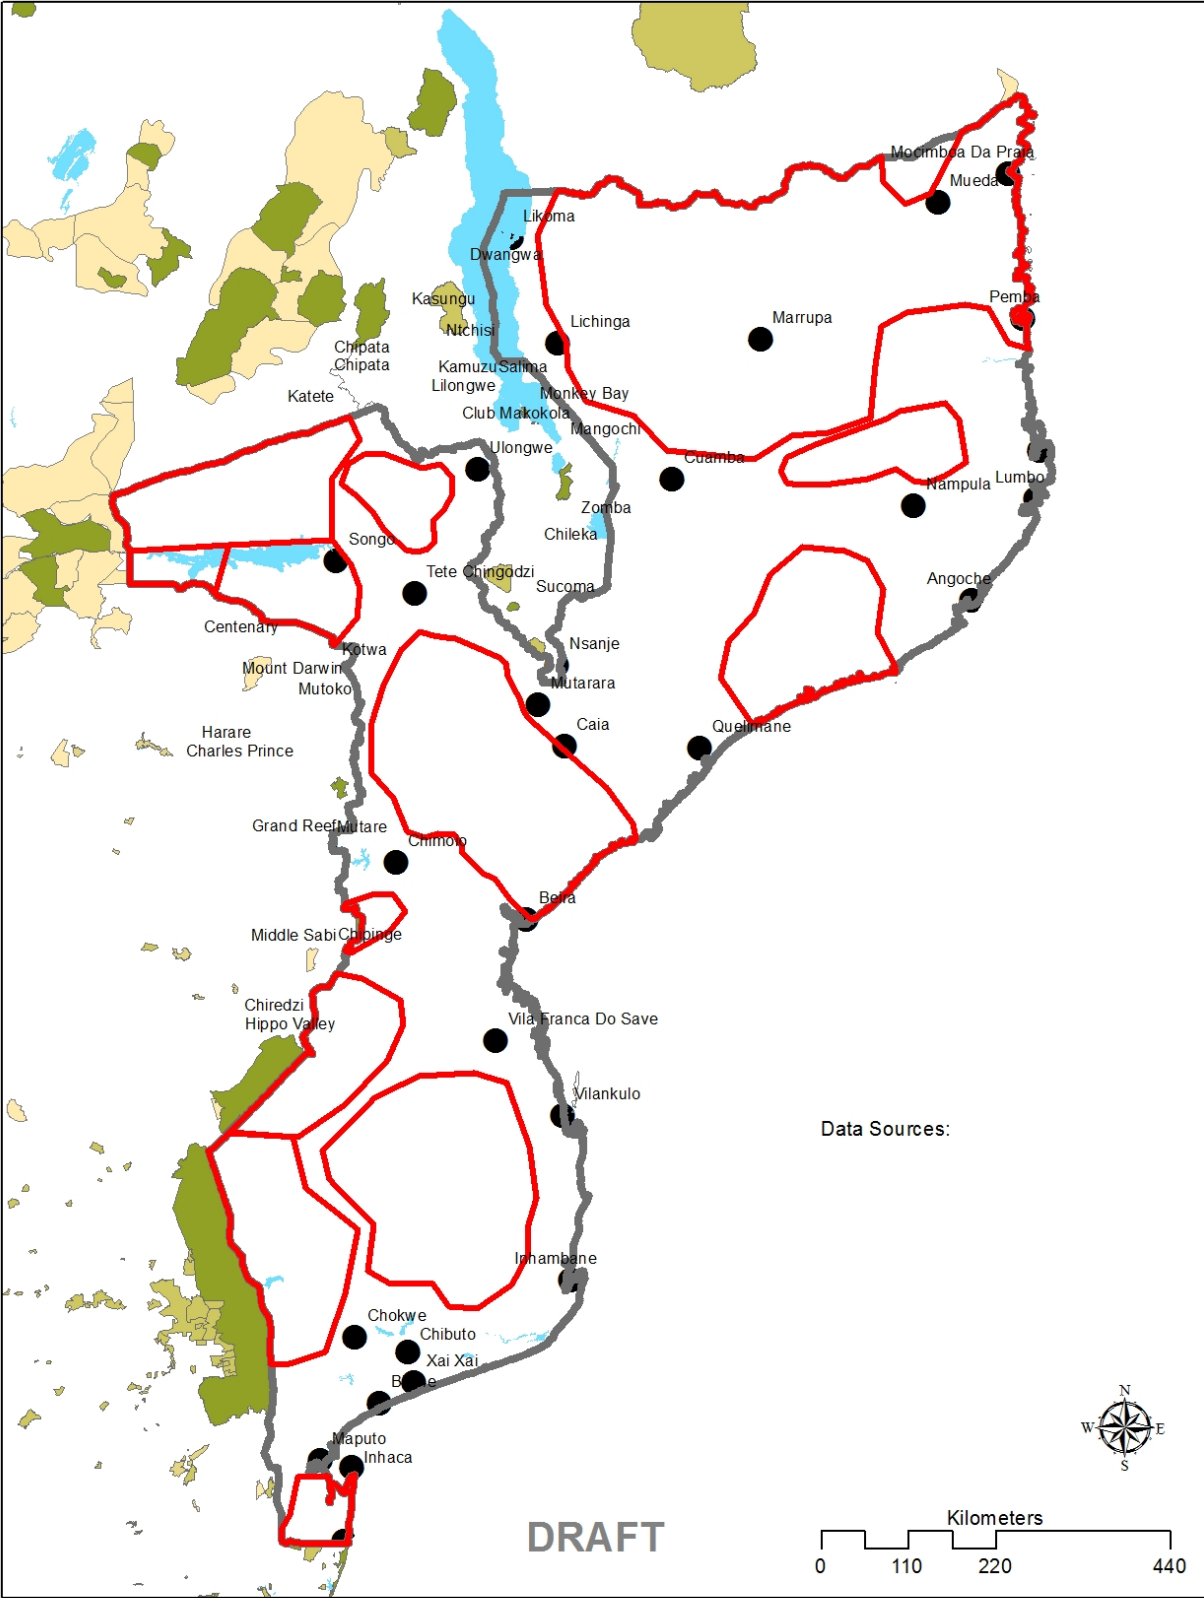 Mocimboa Da Praia
Mueda
Likoma
Dwangwa
Kasungu
Ntchisi
Pemba
Lichinga
Marrupa
Chipata
Chipata
Kamuzu Salima
Lilongwe
Katete
Monkey Bay
Club Makokola
Mangochi
Ulongwe
Cuamba
Nampula
Lumbo
Zomba
Chileka
Songo
Tete Chingodzi
Sucoma
Angoche
Centenary
Kotwa
Nsanje
Mount Darwin
Mutoko
Mutarara
Caia
Quelimane
Harare
Charles Prince
Grand Reef Mutare
Chimoio
Beira
Middle Sabi Chipinge
Chiredzi
Hippo Valley
Vila Franca Do Save
Vilankulo
Data Sources:
Inhambane
Chokwe
Chibuto
Xai Xai
Maputo
Inhaca
N
W E
S
DRAFT
Kilometers
0 110 220 440